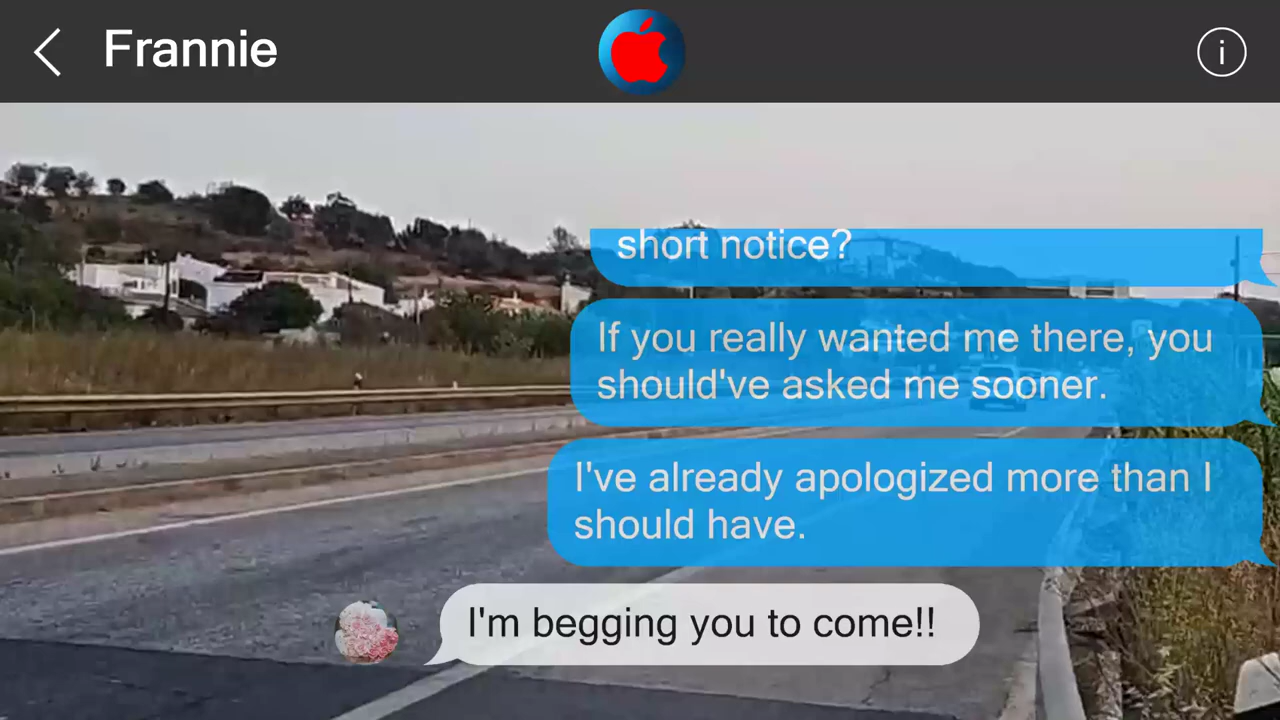 Frannie
i
short notice?
If you really wanted me there, you
should've asked me sooner.
I've already apologized more than I
should have.
I'm begging you to come!!